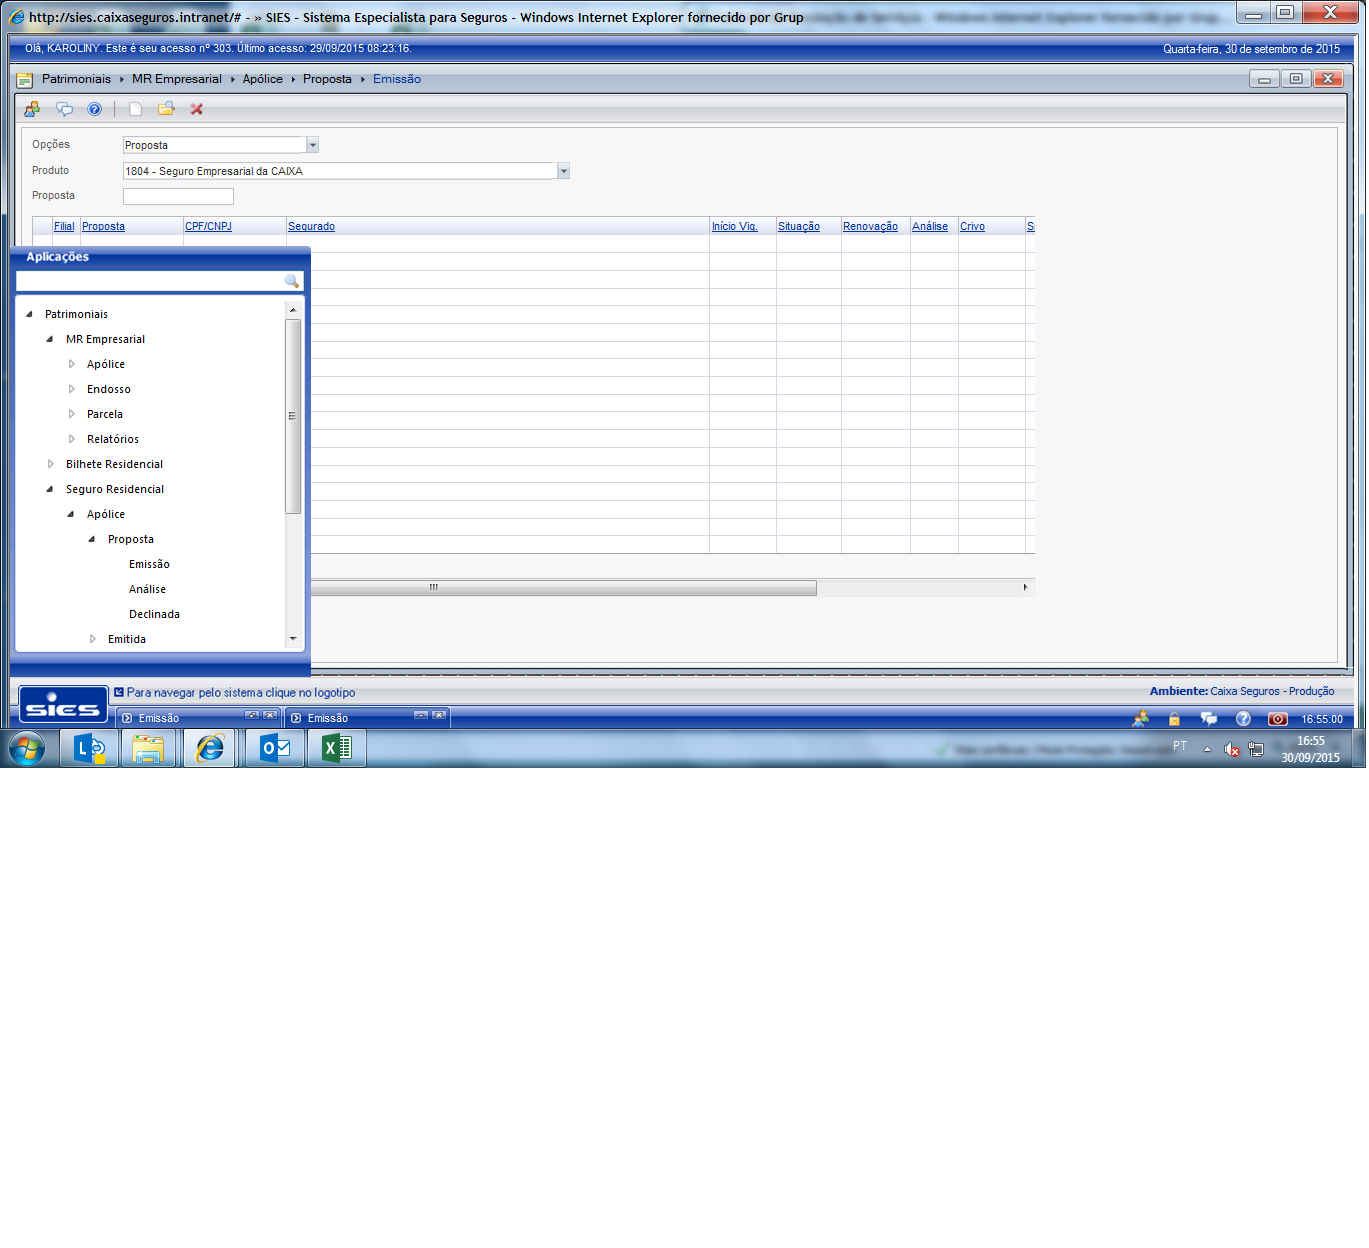 http://sies.caixaseguros.intranet/# - » SIES - Sistema Especialista para Seguros - Windows Internet Explorer fornecido por Grup
Olá, KAROLINY. Este é seu acesso nº 303. Último acesso: 29/09/2015 08:23:16.
Quarta-feira, 30 de setembro de 2015
Patrimoniais MR Empresarial Apólice Proposta Emissão
Opções Proposta
Produto 1804 - Seguro Empresarial da CAIXA
Proposta
Filial Proposta CPF/CNPJ Segurado Início Vig. Situação Renovação Análise Crivo S
Aplicações
Patrimoniais
MR Empresarial
Apólice
Endosso
Parcela
Relatórios
Bilhete Residencial
Seguro Residencial
Apólice
Proposta
Emissão
Análise
Declinada
Emitida
sies
Para navegar pelo sistema clique no logotipo
Ambiente: Caixa Seguros - Produção
Emissão
Emissão
16:55:00
PT
16:55
30/09/2015